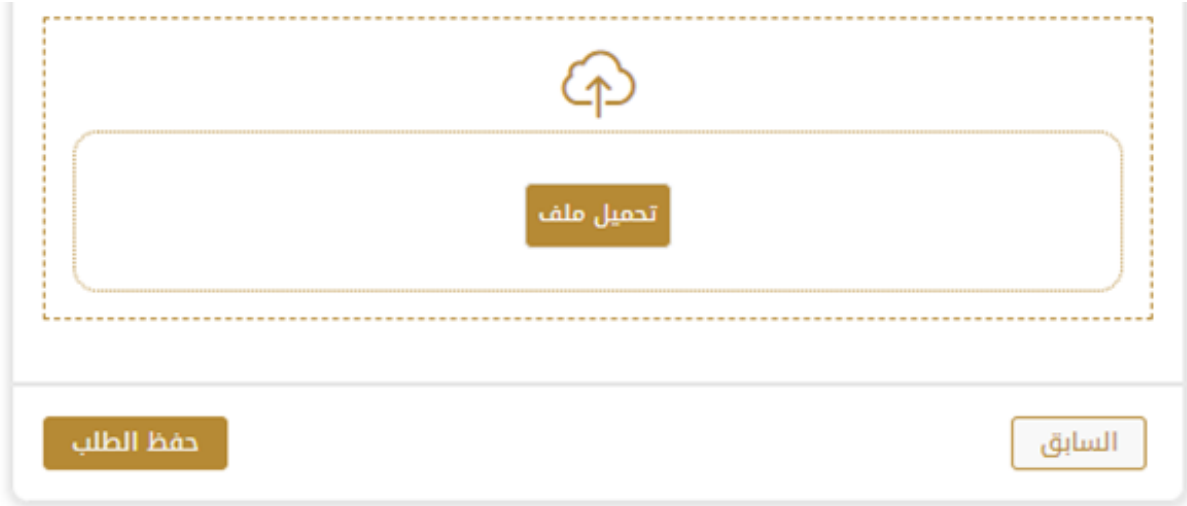 تحميل ملف
السابق
حفظ الطلب